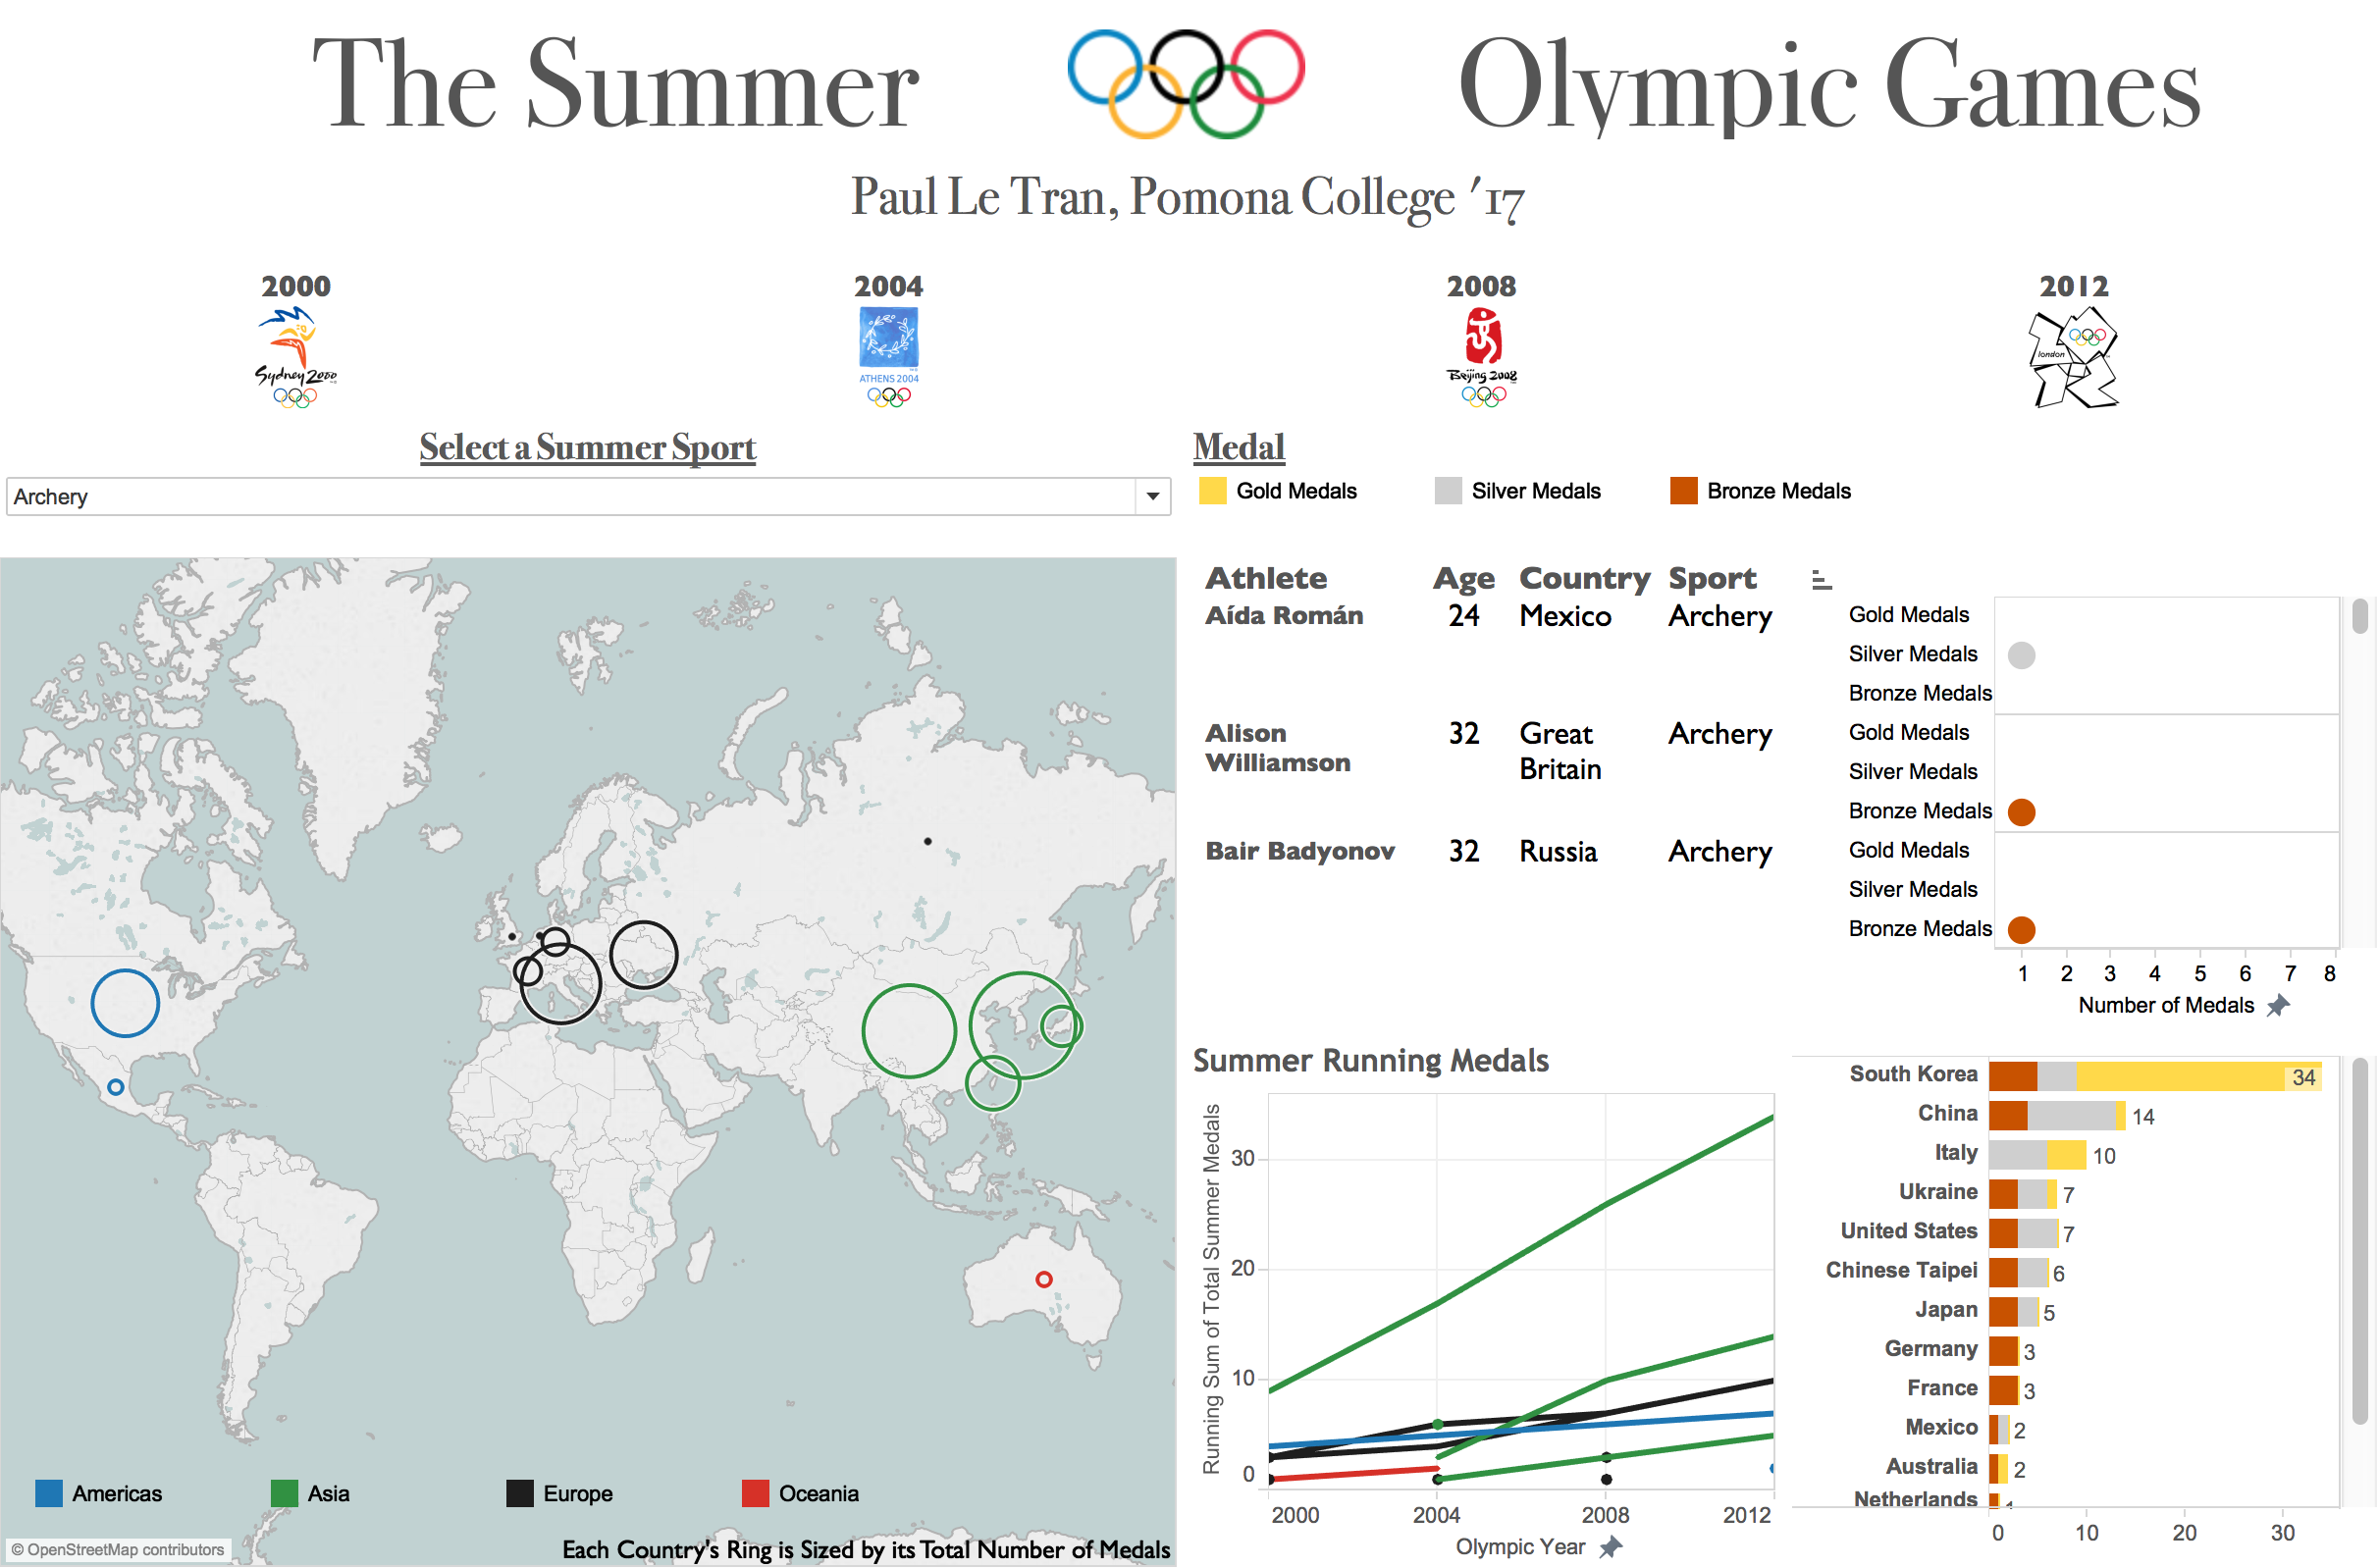 The Summer Olympic Games
Paul Le Tran, Pomona College '17
2000 2004 2008 2012
Sydney 2000
ATHENS 2004
Beijing 2008
london
Select a Summer Sport
Archery
Medal
Gold Medals Silver Medals Bronze Medals
Athlete Age Country Sport
Aída Román 24 Mexico Archery
Gold Medals
Silver Medals
Bronze Medals
Alison
Williamson 32 Great
Britain Archery
Gold Medals
Silver Medals
Bronze Medals
Bair Badyonov 32 Russia Archery
Gold Medals
Silver Medals
Bronze Medals
1 2 3 4 5 6 7 8
Number of Medals
Americas Asia Europe Oceania
© OpenStreetMap contributors
Each Country's Ring is Sized by its Total Number of Medals
Summer Running Medals
Running Sum of Total Summer Medals
30
20
10
0
2000 2004 2008 2012
Olympic Year
South Korea 34
China 14
Italy 10
Ukraine 7
United States 7
Chinese Taipei 6
Japan 5
Germany 3
France 3
Mexico 2
Australia 2
Netherlands
0 10 20 30